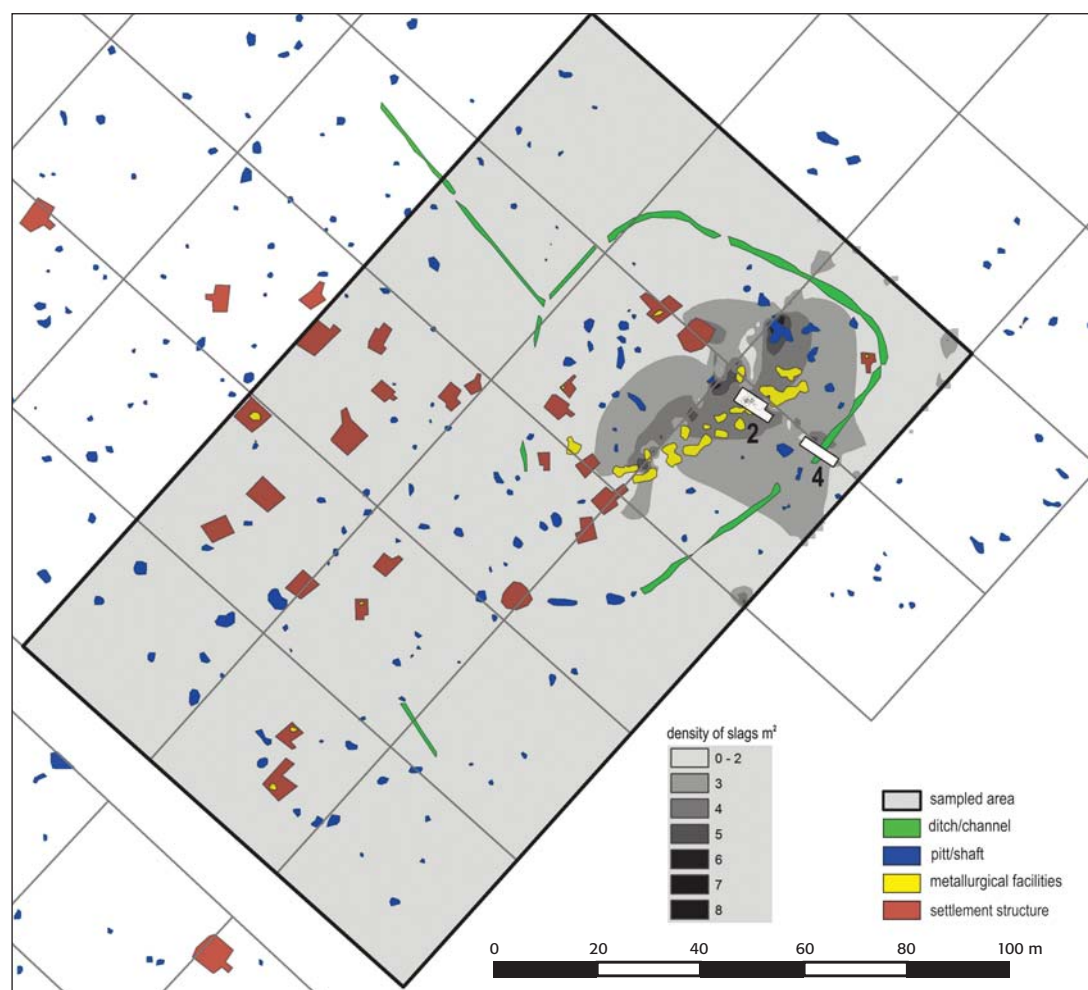 2
4
density of slags m²
0 - 2
3
4
5
6
7
8
sampled area
ditch/channel
pitt/shaft
metallurgical facilities
settlement structure
0 20 40 60 80 100 m